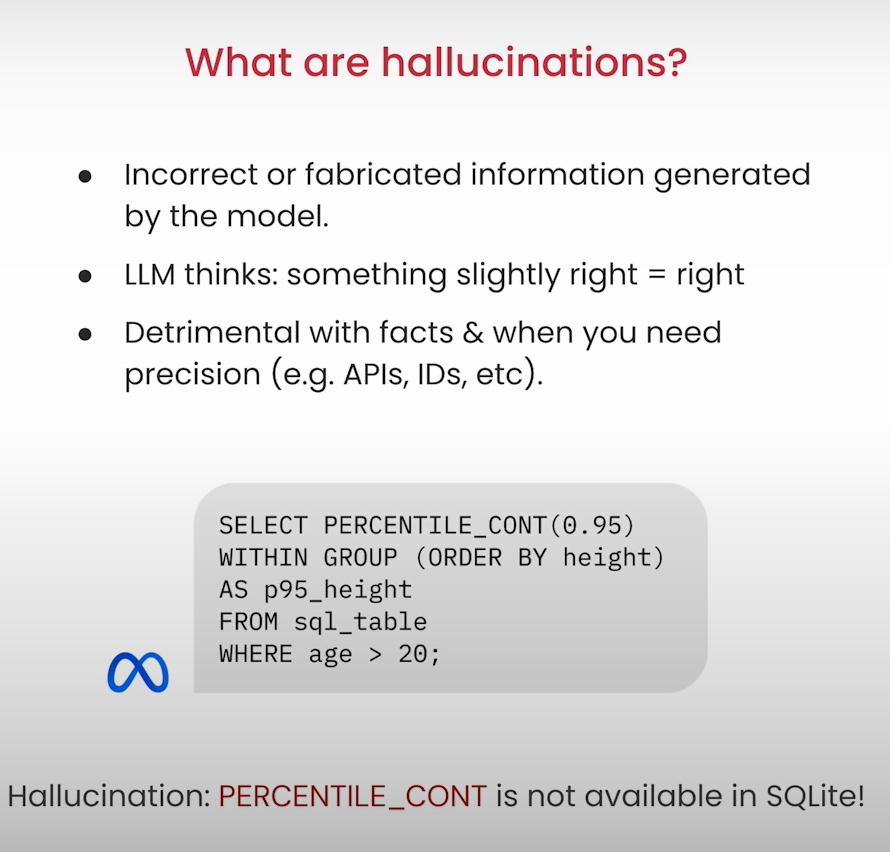 What are hallucinations?
● Incorrect or fabricated information generated
by the model.
● LLM thinks: something slightly right = right
● Detrimental with facts & when you need
precision (e.g. APIs, IDs, etc).
SELECT PERCENTILE_CONT(0.95)
WITHIN GROUP (ORDER BY height)
AS p95_height
FROM sql_table
WHERE age > 20;
Hallucination: PERCENTILE_CONT is not available in SQLite!